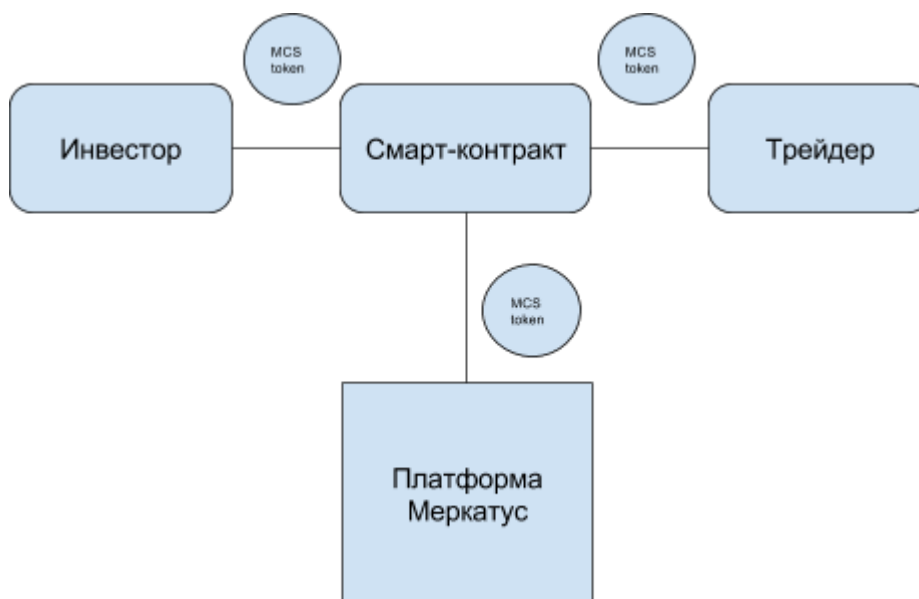 MCS
token
MCS
token
Инвестор
Смарт-контракт
Трейдер
MCS
token
Платформа
Меркатус